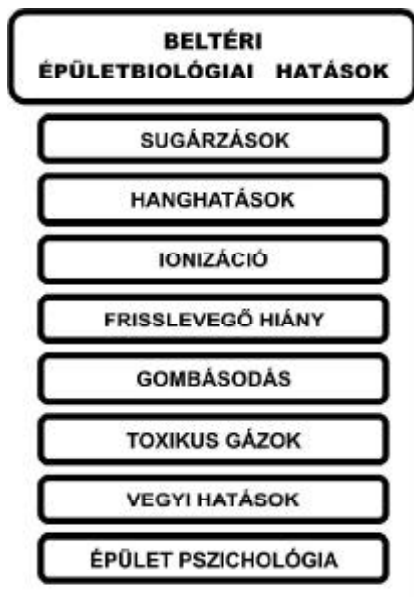 BELTÉRI
ÉPÜLETBIOLÓGIAI HATÁSOK
SUGÁRZÁSOK
HANGHATÁSOK
IONIZÁCIÓ
FRISSLEVEGŐ HIÁNY
GOMBÁSODÁS
TOXIKUS GÁZOK
VEGYI HATÁSOK
ÉPÜLET PSZICHOLÓGIA